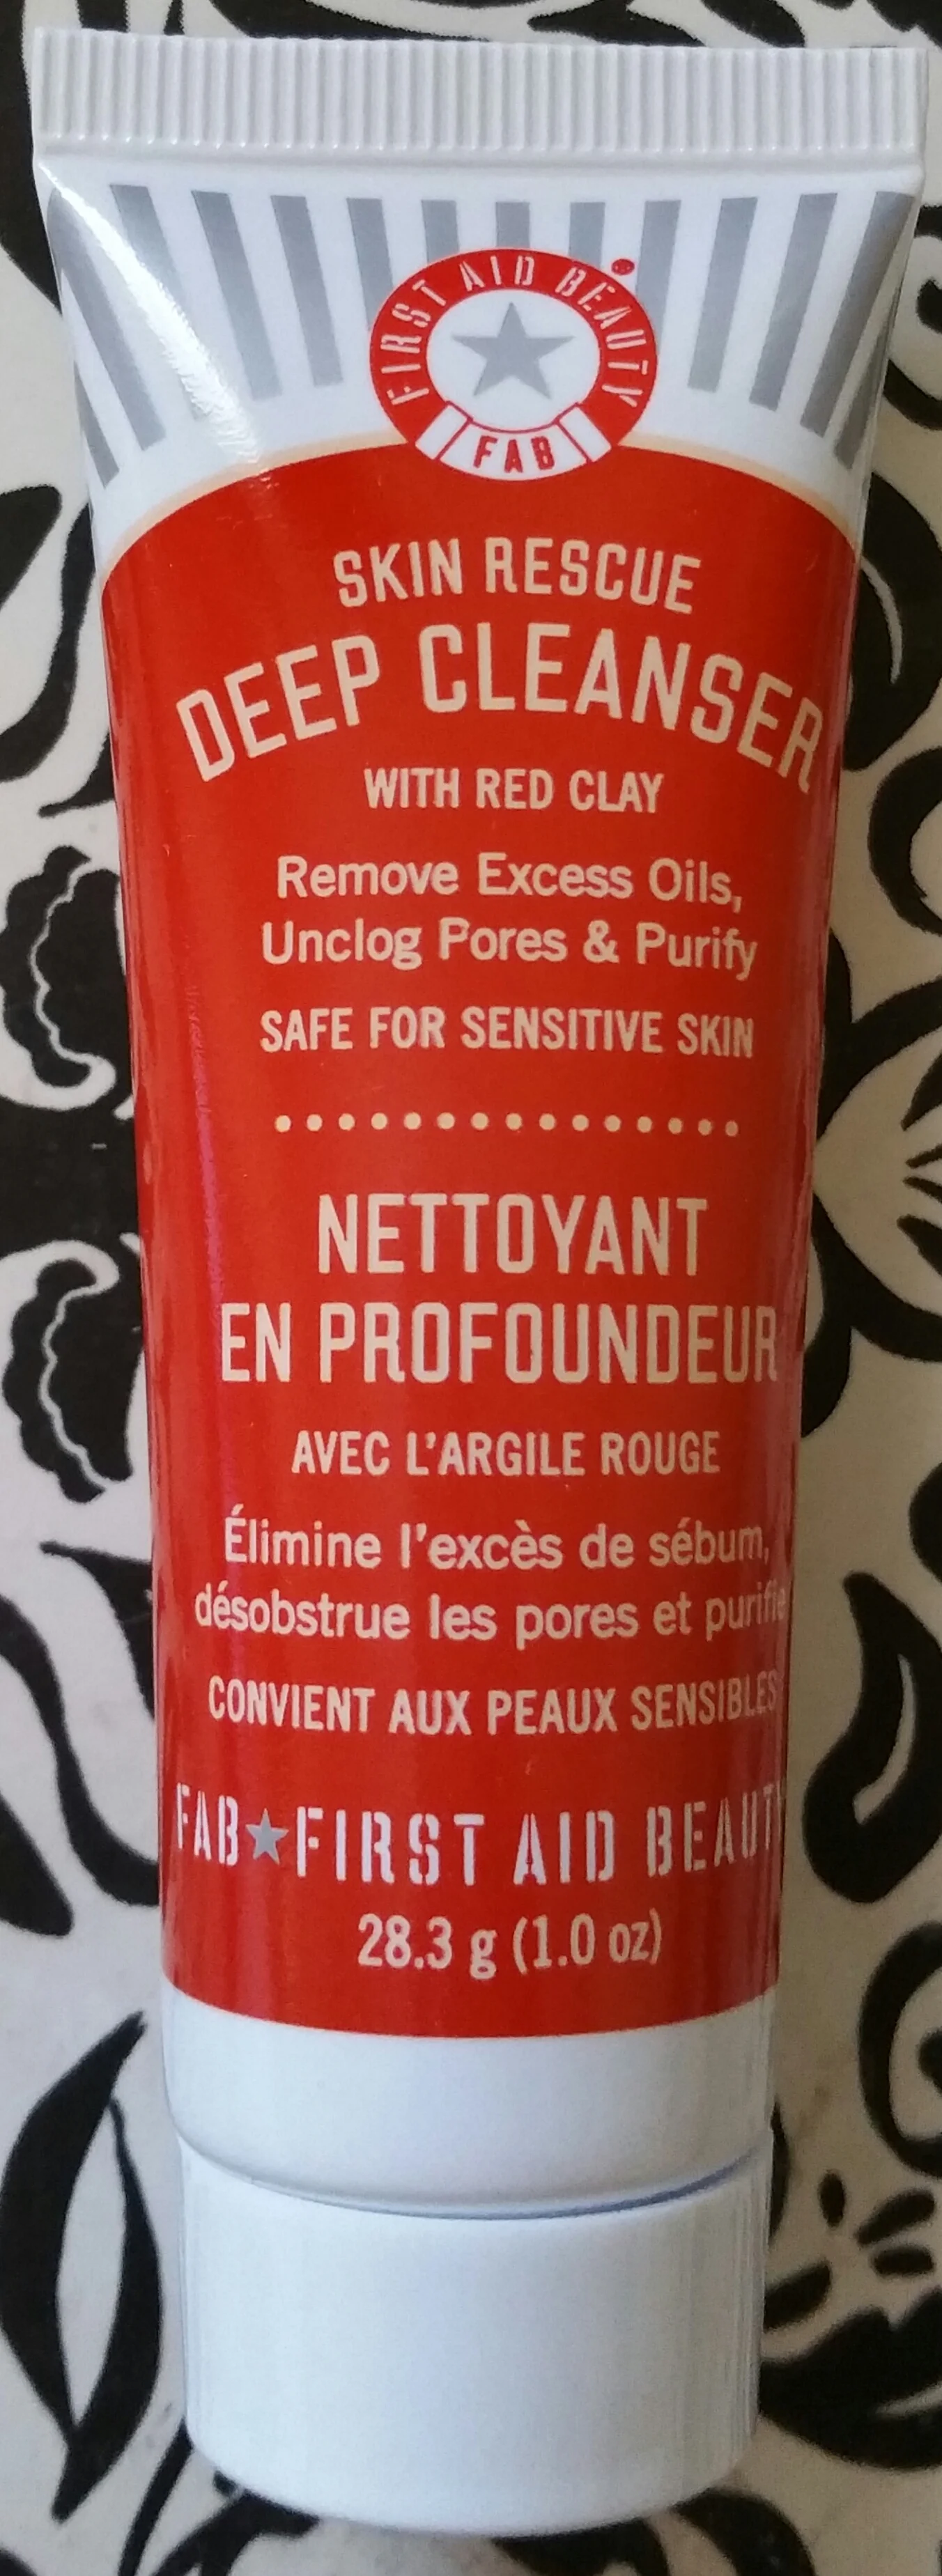 FIRST AID BEAUTY
FAB
SKIN RESCUE
DEEP CLEANSER
WITH RED CLAY
Remove Excess Oils,
Unclog Pores & Purify
SAFE FOR SENSITIVE SKIN
NETTOYANT
EN PROFOUNDEUR
AVEC L'ARGILE ROUGE
Élimine l'excès de sébum,
désobstrue les pores et purifie
CONVIENT AUX PEAUX SENSIBLES
FAB★FIRST AID BEAUTY
28.3 g (1.0 oz)